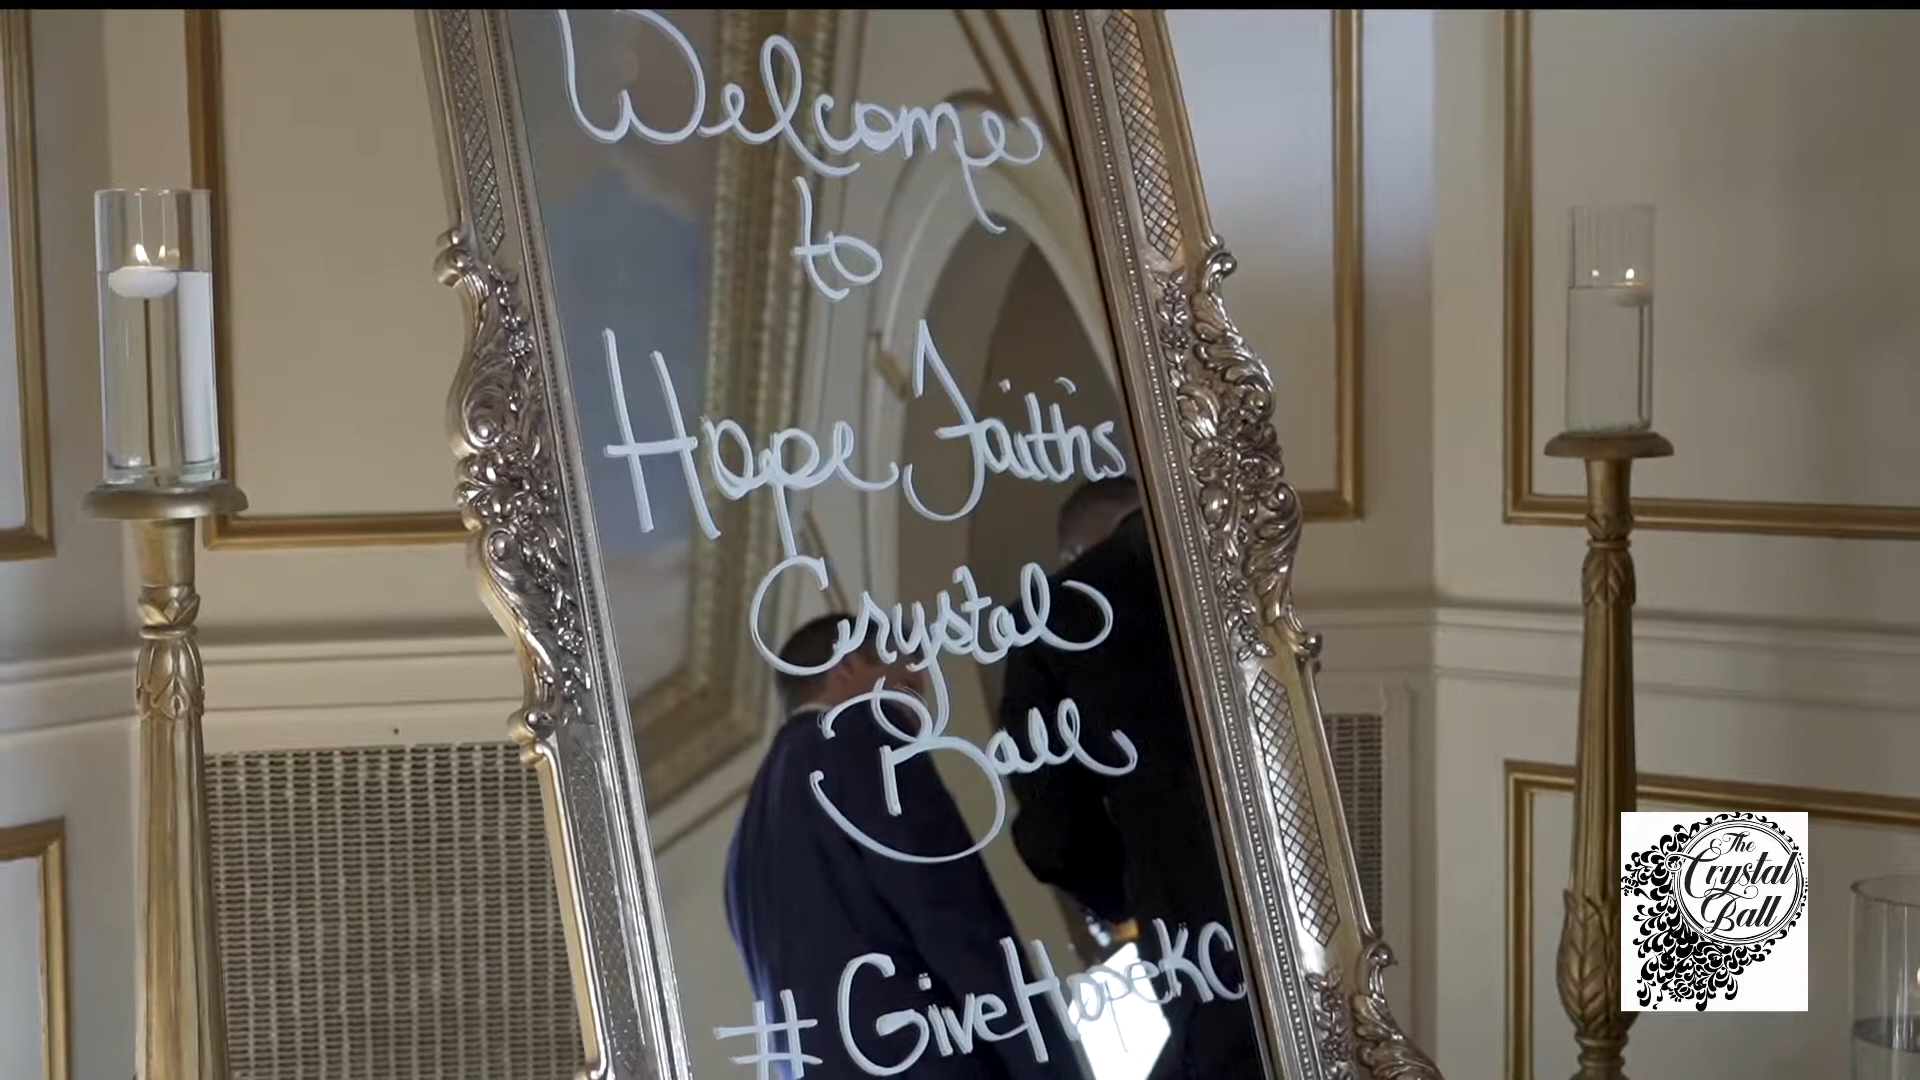 Welcome
to
Hope Faith's
Crystal
Ball
#GiveHopeKC
The
Crystal
Ball